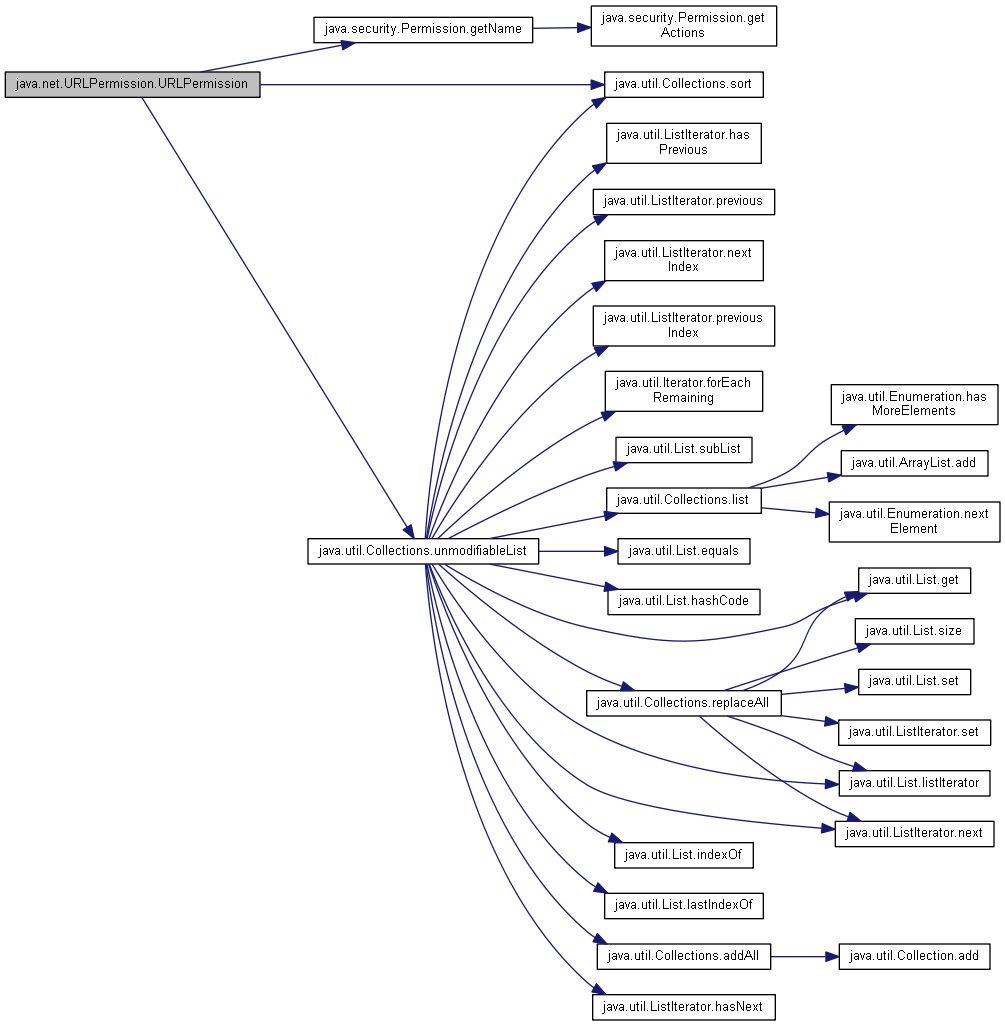 java.security.Permission.getName
java.security.Permission.get
Actions
java.net.URLPermission.URLPermission
java.util.Collections.sort
java.util.ListIterator.has
Previous
java.util.ListIterator.previous
java.util.ListIterator.next
Index
java.util.ListIterator.previous
Index
java.util.Iterator.forEach
Remaining
java.util.Enumeration.has
MoreElements
java.util.List.subList
java.util.ArrayList.add
java.util.Collections.list
java.util.Enumeration.next
Element
java.util.Collections.unmodifiableList
java.util.List.equals
java.util.List.get
java.util.List.hashCode
java.util.List.size
java.util.List.set
java.util.Collections.replaceAll
java.util.ListIterator.set
java.util.List.listIterator
java.util.ListIterator.next
java.util.List.indexOf
java.util.List.lastIndexOf
java.util.Collections.addAll
java.util.Collection.add
java.util.ListIterator.hasNext